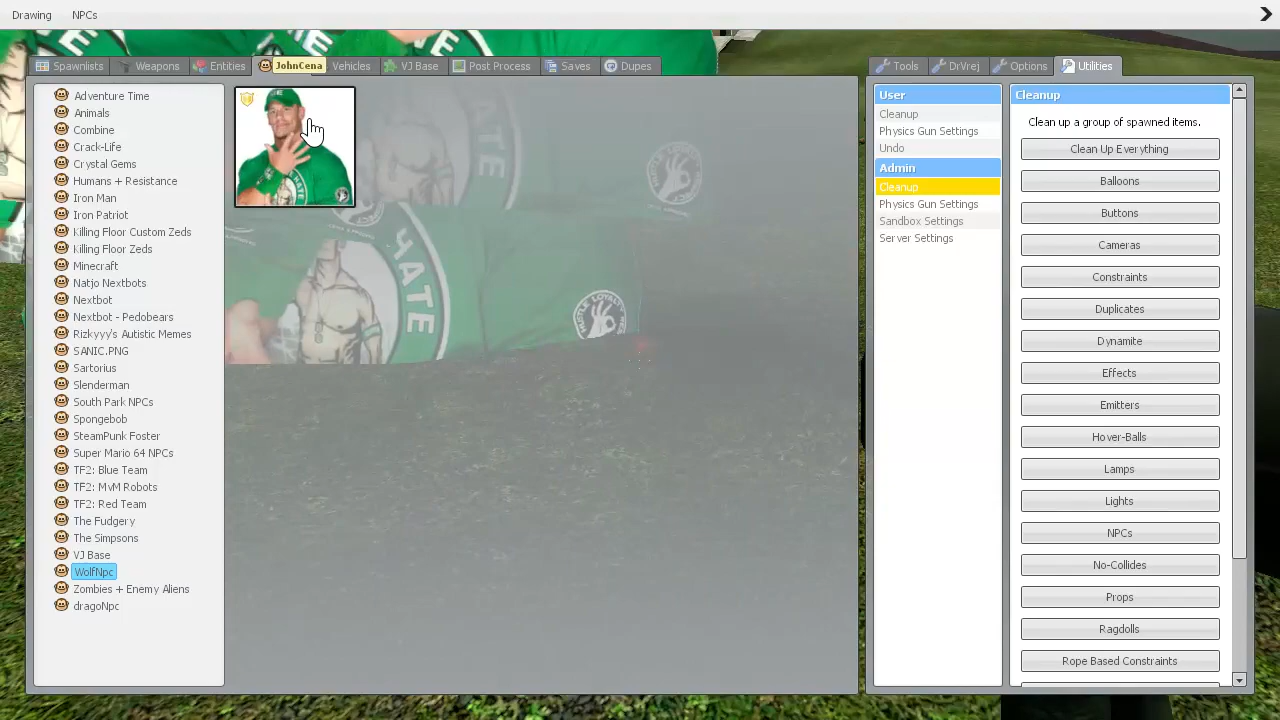 Drawing
NPCs
Spawnlists
Weapons
Entities
JohnCena
Vehicles
VJ Base
Post Process
Saves
Dupes
Adventure Time
Animals
Combine
Crack-Life
Crystal Gems
Humans + Resistance
Iron Man
Iron Patriot
Killing Floor Custom Zeds
Killing Floor Zeds
Minecraft
Natjo Nextbots
Nextbot
Nextbot - Pedobears
Rizkyyy's Autistic Memes
SANIC.PNG
Sartorius
Slenderman
South Park NPCs
Spongebob
SteamPunk Foster
Super Mario 64 NPCs
TF2: Blue Team
TF2: MvM Robots
TF2: Red Team
The Fudgery
The Simpsons
VJ Base
WolfNpc
Zombies + Enemy Aliens
dragoNpc
HATE
HATE
HUSTLE LOYALTY
Tools
DrVrej
Options
Utilities
User
Cleanup
Physics Gun Settings
Undo
Admin
Cleanup
Physics Gun Settings
Sandbox Settings
Server Settings
Cleanup
Clean up a group of spawned items.
Clean Up Everything
Balloons
Buttons
Cameras
Constraints
Duplicates
Dynamite
Effects
Emitters
Hover-Balls
Lamps
Lights
NPCs
No-Collides
Props
Ragdolls
Rope Based Constraints